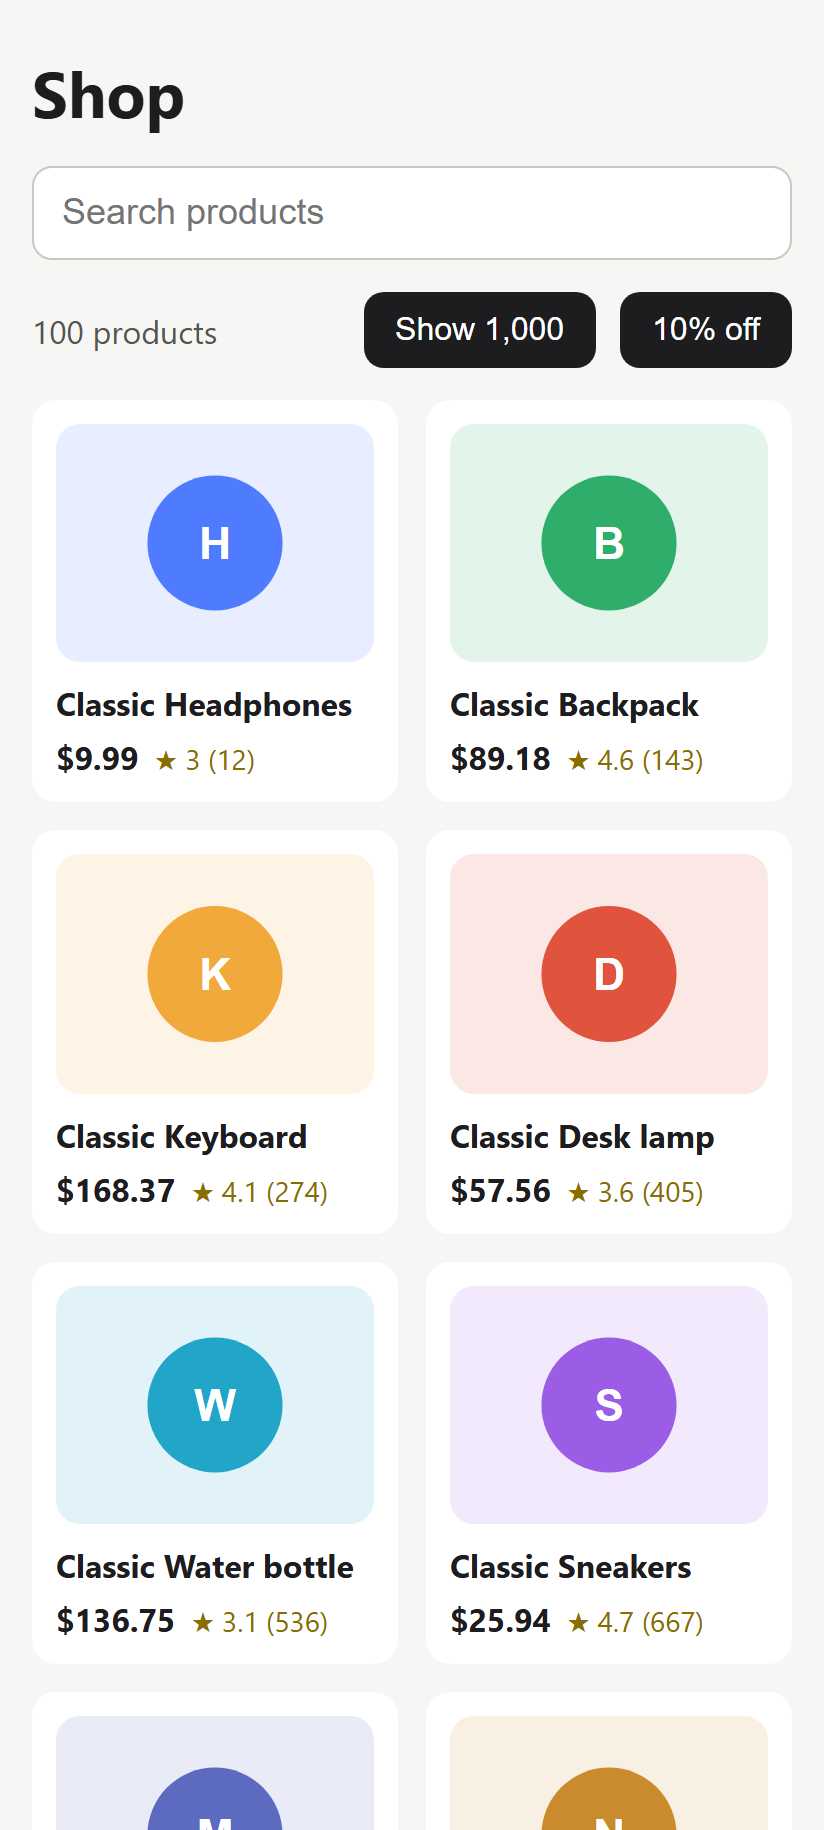 Shop
Search products
100 products
Show 1,000
10% off
H
B
Classic Headphones
Classic Backpack
$9.99 ★ 3 (12)
$89.18 ★ 4.6 (143)
K
D
Classic Keyboard
Classic Desk lamp
$168.37 ★ 4.1 (274)
$57.56 ★ 3.6 (405)
W
S
Classic Water bottle
Classic Sneakers
$136.75 ★ 3.1 (536)
$25.94 ★ 4.7 (667)
M
N